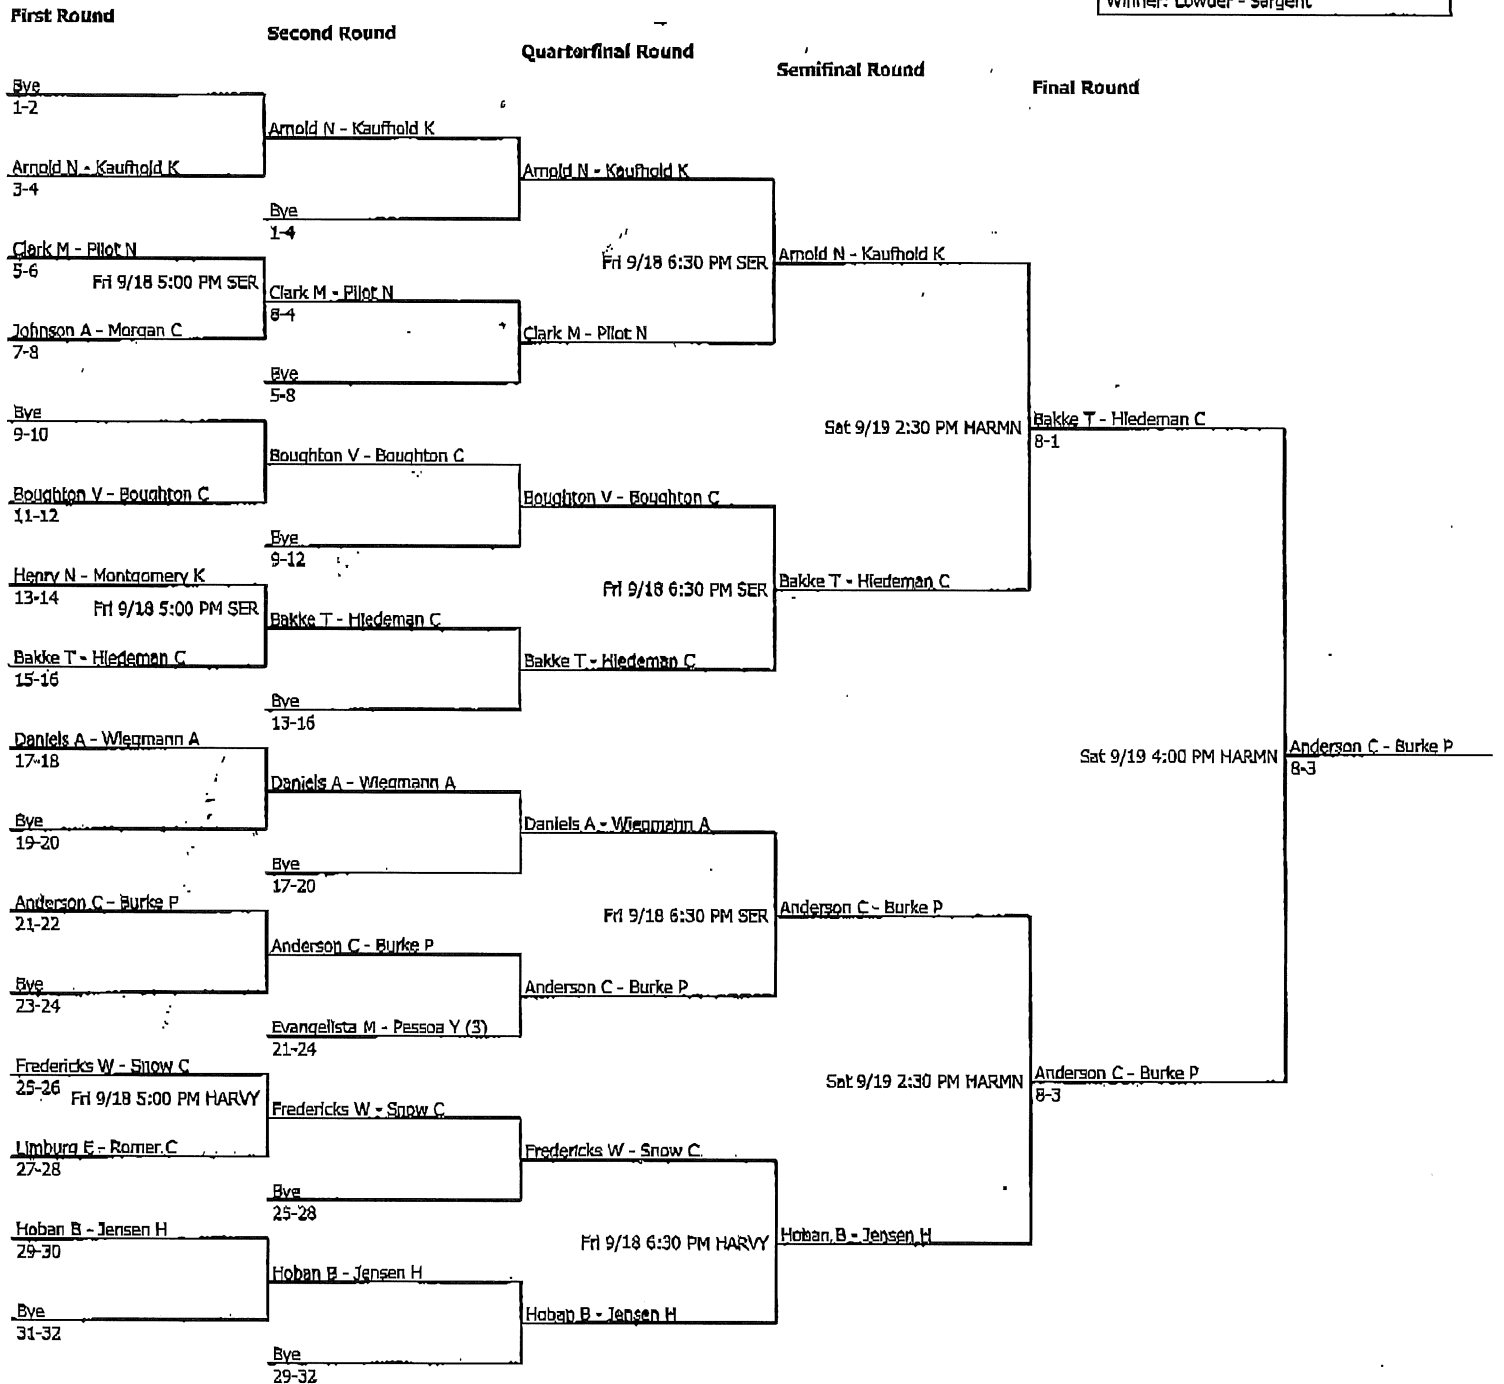 Winner: Lowder - Sargent
First Round
Second Round
Quarterfinal Round
Semifinal Round
Final Round
Bye
1-2
Arnold N - Kaufhold K
3-4
Clark M - Pilot N
5-6
Fri 9/18 5:00 PM SER
Johnson A - Morgan C
7-8
Bye
9-10
Boughton V - Boughton C
11-12
Henry N - Montgomery K
13-14
Fri 9/18 5:00 PM SER
Bakke T - Hiedeman C
15-16
Daniels A - Wiegmann A
17-18
Bye
19-20
Anderson C - Burke P
21-22
Bye
23-24
Fredericks W - Snow C
25-26
Fri 9/18 5:00 PM HARVY
Limburg E - Romer C
27-28
Hoban B - Jensen H
29-30
Bye
31-32
Arnold N - Kaufhold K
Bye
1-4
Clark M - Pilot N
8-4
Bye
5-8
Boughton V - Boughton C
Bye
9-12
Bakke T - Hiedeman C
Bye
13-16
Daniels A - Wiegmann A
Bye
17-20
Anderson C - Burke P
Evangelista M - Pessoa Y (3)
21-24
Fredericks W - Snow C
Bye
25-28
Hoban B - Jensen H
Bye
29-32
Arnold N - Kaufhold K
Fri 9/18 6:30 PM SER
Clark M - Pilot N
Boughton V - Boughton C
Fri 9/18 6:30 PM SER
Bakke T - Hiedeman C
Daniels A - Wiegmann A
Fri 9/18 6:30 PM SER
Anderson C - Burke P
Fredericks W - Snow C
Fri 9/18 6:30 PM HARVY
Hoban B - Jensen H
Arnold N - Kaufhold K
Sat 9/19 2:30 PM HARMN
Bakke T - Hiedeman C
Anderson C - Burke P
Sat 9/19 2:30 PM HARMN
Hoban B - Jensen H
Bakke T - Hiedeman C
8-1
Sat 9/19 4:00 PM HARMN
Anderson C - Burke P
8-3
Anderson C - Burke P
8-3